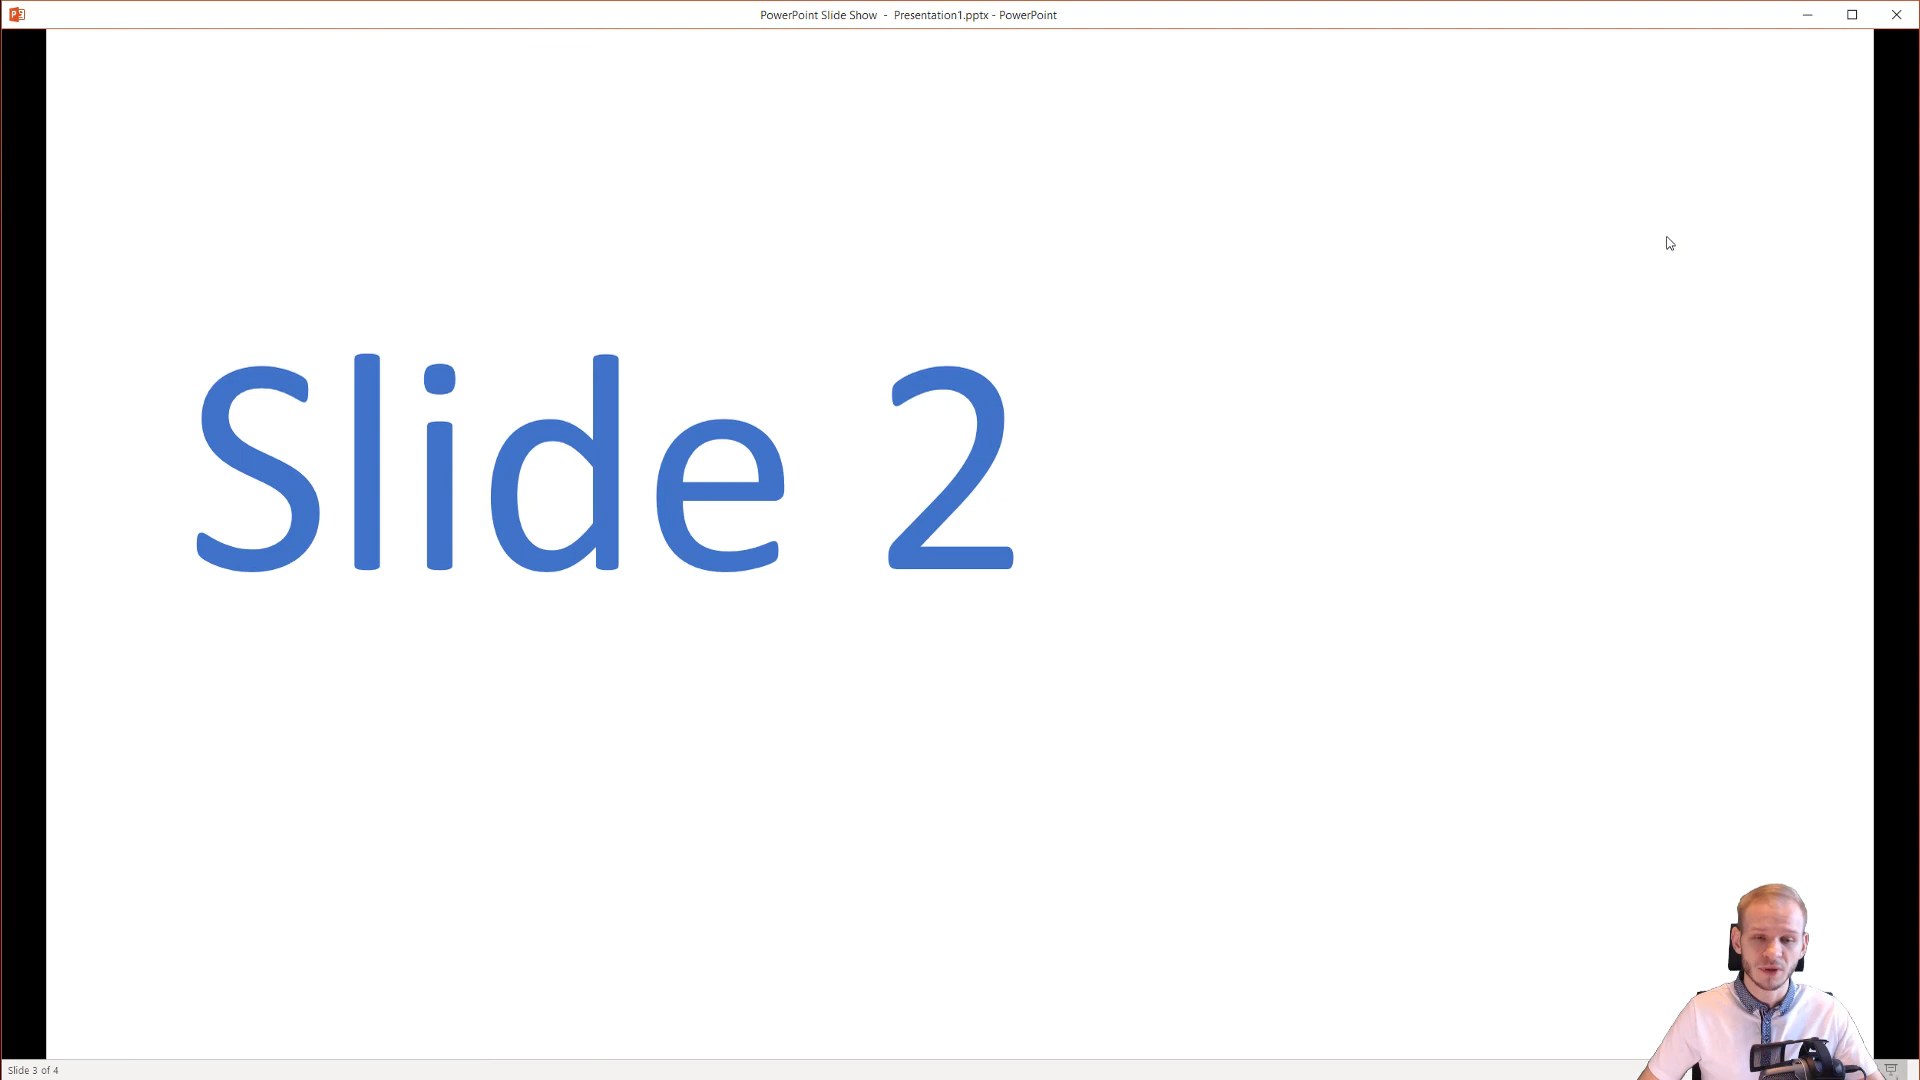 PowerPoint Slide Show - Presentation1.pptx - PowerPoint
Slide 2
Slide 3 of 4